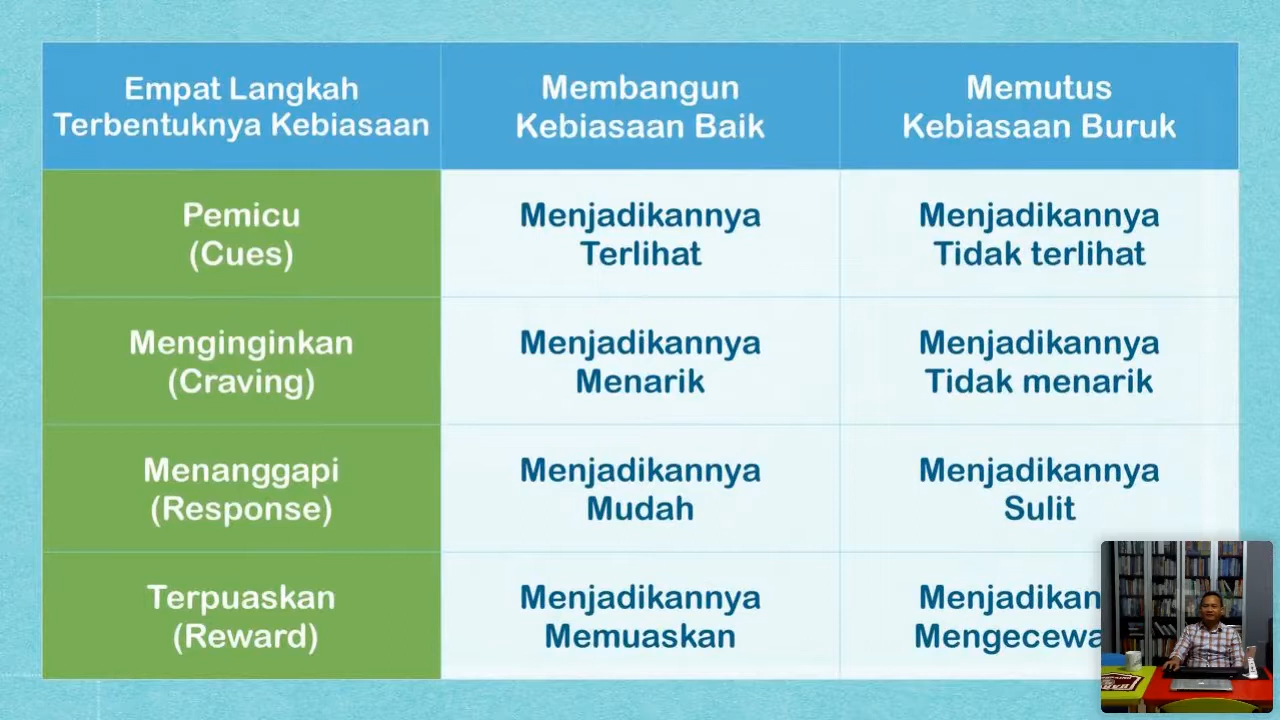 Empat Langkah
Terbentuknya Kebiasaan
Membangun
Kebiasaan Baik
Memutus
Kebiasaan Buruk
Pemicu
(Cues)
Menjadikannya
Terlihat
Menjadikannya
Tidak terlihat
Menginginkan
(Craving)
Menjadikannya
Menarik
Menjadikannya
Tidak menarik
Menanggapi
(Response)
Menjadikannya
Mudah
Menjadikannya
Sulit
Terpuaskan
(Reward)
Menjadikannya
Memuaskan
Menjadikan
Mengecewa